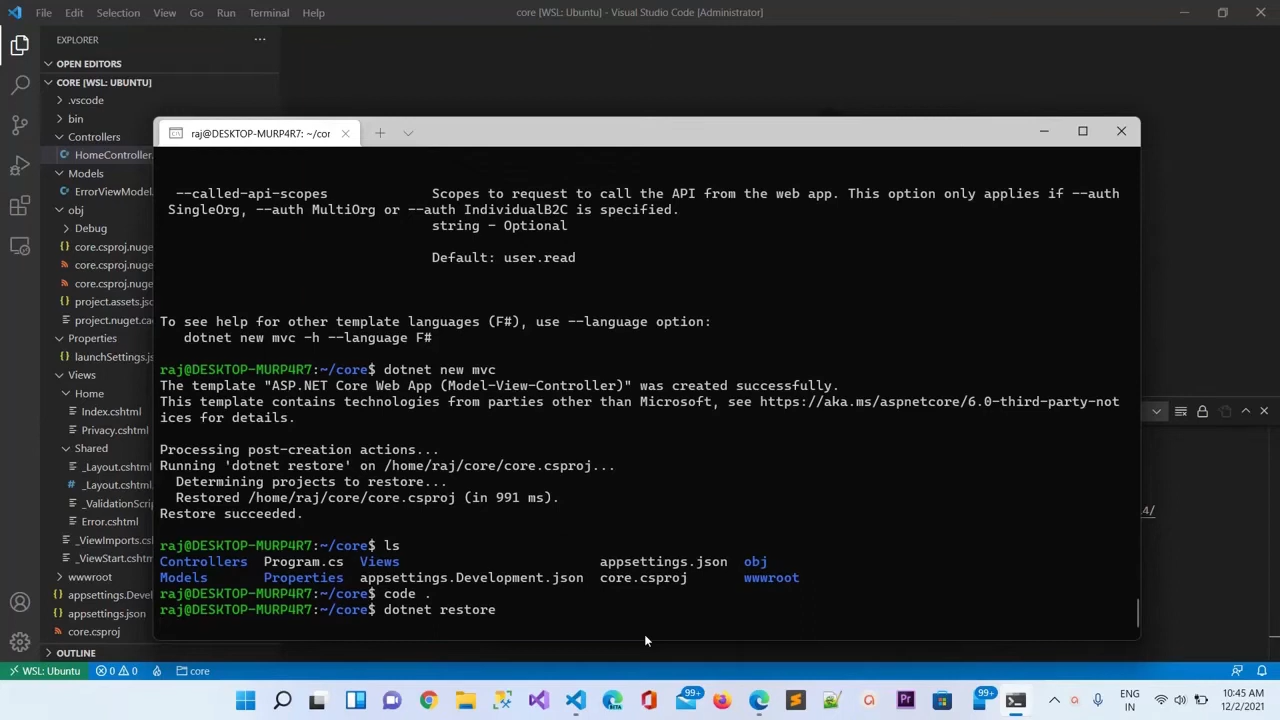 File Edit Selection View Go Run Terminal Help
core [WSL: Ubuntu] - Visual Studio Code [Administrator]
EXPLORER
OPEN EDITORS
CORE [WSL: UBUNTU]
.vscode
bin
Controllers
HomeController.
Models
ErrorViewModel.
obj
Debug
core.csproj.nuge
core.csproj.nuge
core.csproj.nuge
project.assets.jsc
project.nuget.cac
Properties
launchSettings.js
Views
Home
Index.cshtml
Privacy.cshtml
Shared
_Layout.cshtml
_Layout.cshtml.
_ValidationScrip
Error.cshtml
_ViewImports.csh
_ViewStart.cshtm
wwwroot
appsettings.Devel
appsettings.json
core.csproj
OUTLINE
raj@DESKTOP-MURP4R7: ~/cor
--called-api-scopes Scopes to request to call the API from the web app. This option only applies if --auth
SingleOrg, --auth MultiOrg or --auth IndividualB2C is specified.
string - Optional
Default: user.read
To see help for other template languages (F#), use --language option:
dotnet new mvc -h --language F#
raj@DESKTOP-MURP4R7:~/core$ dotnet new mvc
The template "ASP.NET Core Web App (Model-View-Controller)" was created successfully.
This template contains technologies from parties other than Microsoft, see https://aka.ms/aspnetcore/6.0-third-party-not
ices for details.
Processing post-creation actions...
Running 'dotnet restore' on /home/raj/core/core.csproj...
Determining projects to restore...
Restored /home/raj/core/core.csproj (in 991 ms).
Restore succeeded.
raj@DESKTOP-MURP4R7:~/core$ ls
Controllers Program.cs Views appsettings.json obj
Models Properties appsettings.Development.json core.csproj wwwroot
raj@DESKTOP-MURP4R7:~/core$ code .
raj@DESKTOP-MURP4R7:~/core$ dotnet restore
4/
WSL: Ubuntu 0 0 core
99+
BETA
Pr
99+
ENG
IN
10:45 AM
12/2/2021